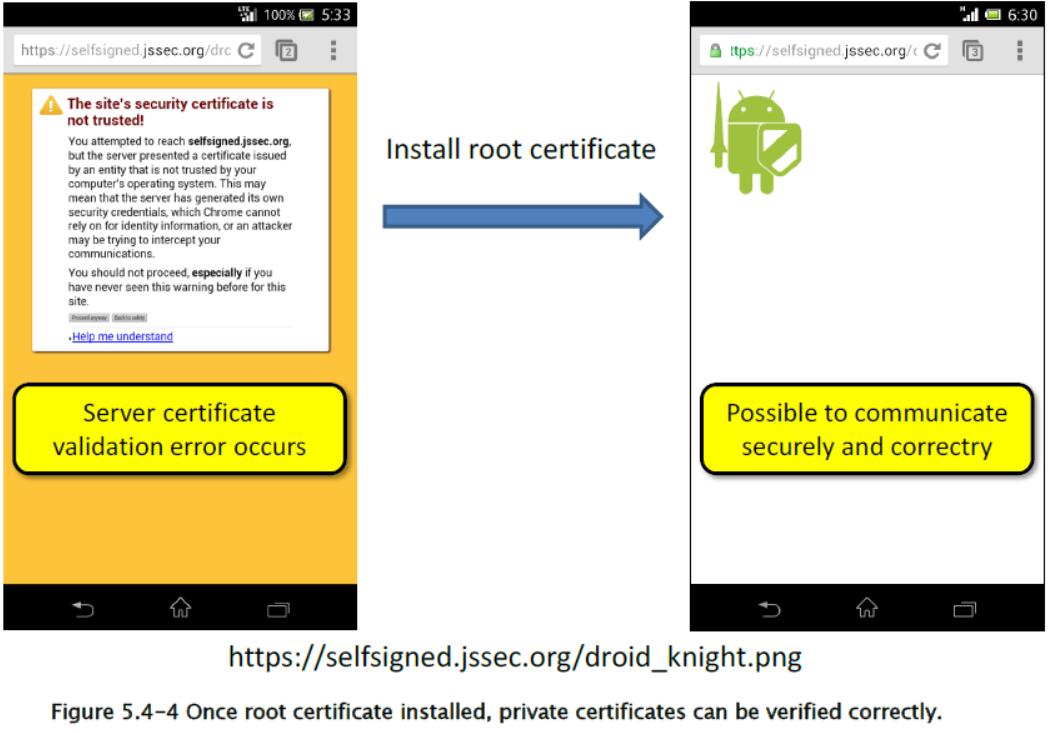 LTE 100% 5:33
https://selfsigned.jssec.org/drc
2
The site's security certificate is
not trusted!
You attempted to reach selfsigned.jssec.org,
but the server presented a certificate issued
by an entity that is not trusted by your
computer's operating system. This may
mean that the server has generated its own
security credentials, which Chrome cannot
rely on for identity information, or an attacker
may be trying to intercept your
communications.
You should not proceed, especially if you
have never seen this warning before for this
site.
Proceed anyway Back to safety
Help me understand
Server certificate
validation error occurs
Install root certificate
H 6:30
ttps://selfsigned.jssec.org/c
3
Possible to communicate
securely and correctry
https://selfsigned.jssec.org/droid_knight.png
Figure 5.4-4 Once root certificate installed, private certificates can be verified correctly.